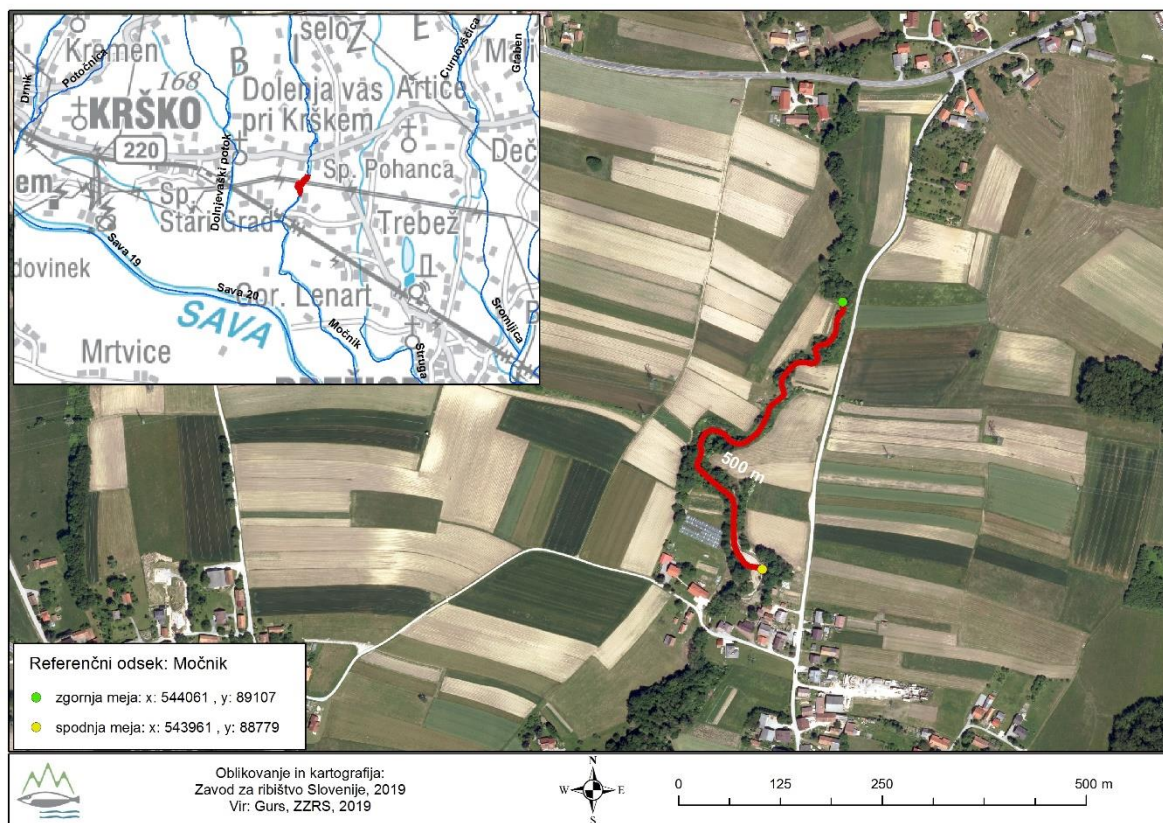 Kremen
Potočnica
Drnik
168
KRŠKO
220
B
I
Z
E
selo
Dolenja vas
pri Krškem
Artiče
Curnovščica
Graben
Deč
Sp. Pohanca
Dolnjevaški potok
em
Sp.
Stari Grad
Trebež
Sava 19
dovinek
Sava 20
SAVA
Gor. Lenart
Močnik
Struga
Sromljica
Mrtvice
500 m
Referenčni odsek: Močnik
zgornja meja: x: 544061 , y: 89107
spodnja meja: x: 543961 , y: 88779
Oblikovanje in kartografija:
Zavod za ribištvo Slovenije, 2019
Vir: Gurs, ZZRS, 2019
N
W
E
S
0 125 250 500 m